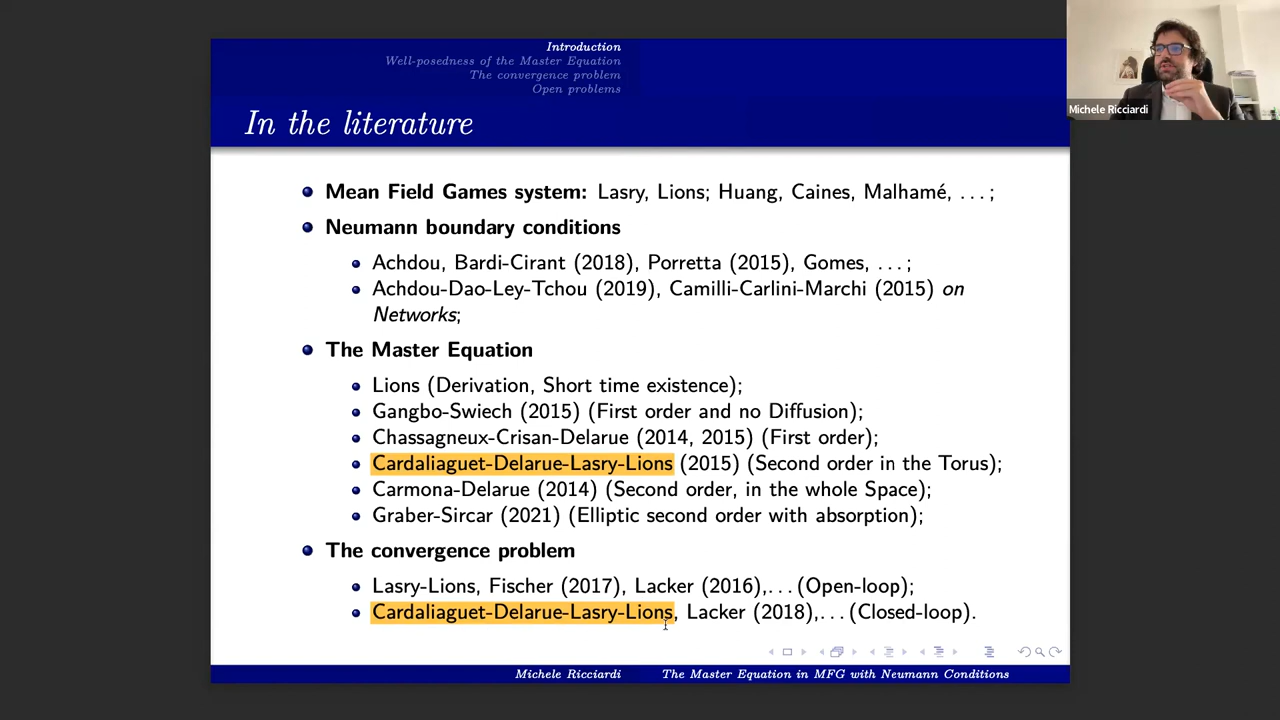 Introduction
Well-posedness of the Master Equation
The convergence problem
Open problems
In the literature
Michele Ricciardi
Mean Field Games system: Lasry, Lions; Huang, Caines, Malhamé, . . . ;
Neumann boundary conditions
Achdou, Bardi-Cirant (2018), Porretta (2015), Gomes, . . . ;
Achdou-Dao-Ley-Tchou (2019), Camilli-Carlini-Marchi (2015) on
Networks;
The Master Equation
Lions (Derivation, Short time existence);
Gangbo-Swiech (2015) (First order and no Diffusion);
Chassagneux-Crisan-Delarue (2014, 2015) (First order);
Cardaliaguet-Delarue-Lasry-Lions (2015) (Second order in the Torus);
Carmona-Delarue (2014) (Second order, in the whole Space);
Graber-Sircar (2021) (Elliptic second order with absorption);
The convergence problem
Lasry-Lions, Fischer (2017), Lacker (2016),. . . (Open-loop);
Cardaliaguet-Delarue-Lasry-Lions, Lacker (2018),. . . (Closed-loop).
Michele Ricciardi The Master Equation in MFG with Neumann Conditions